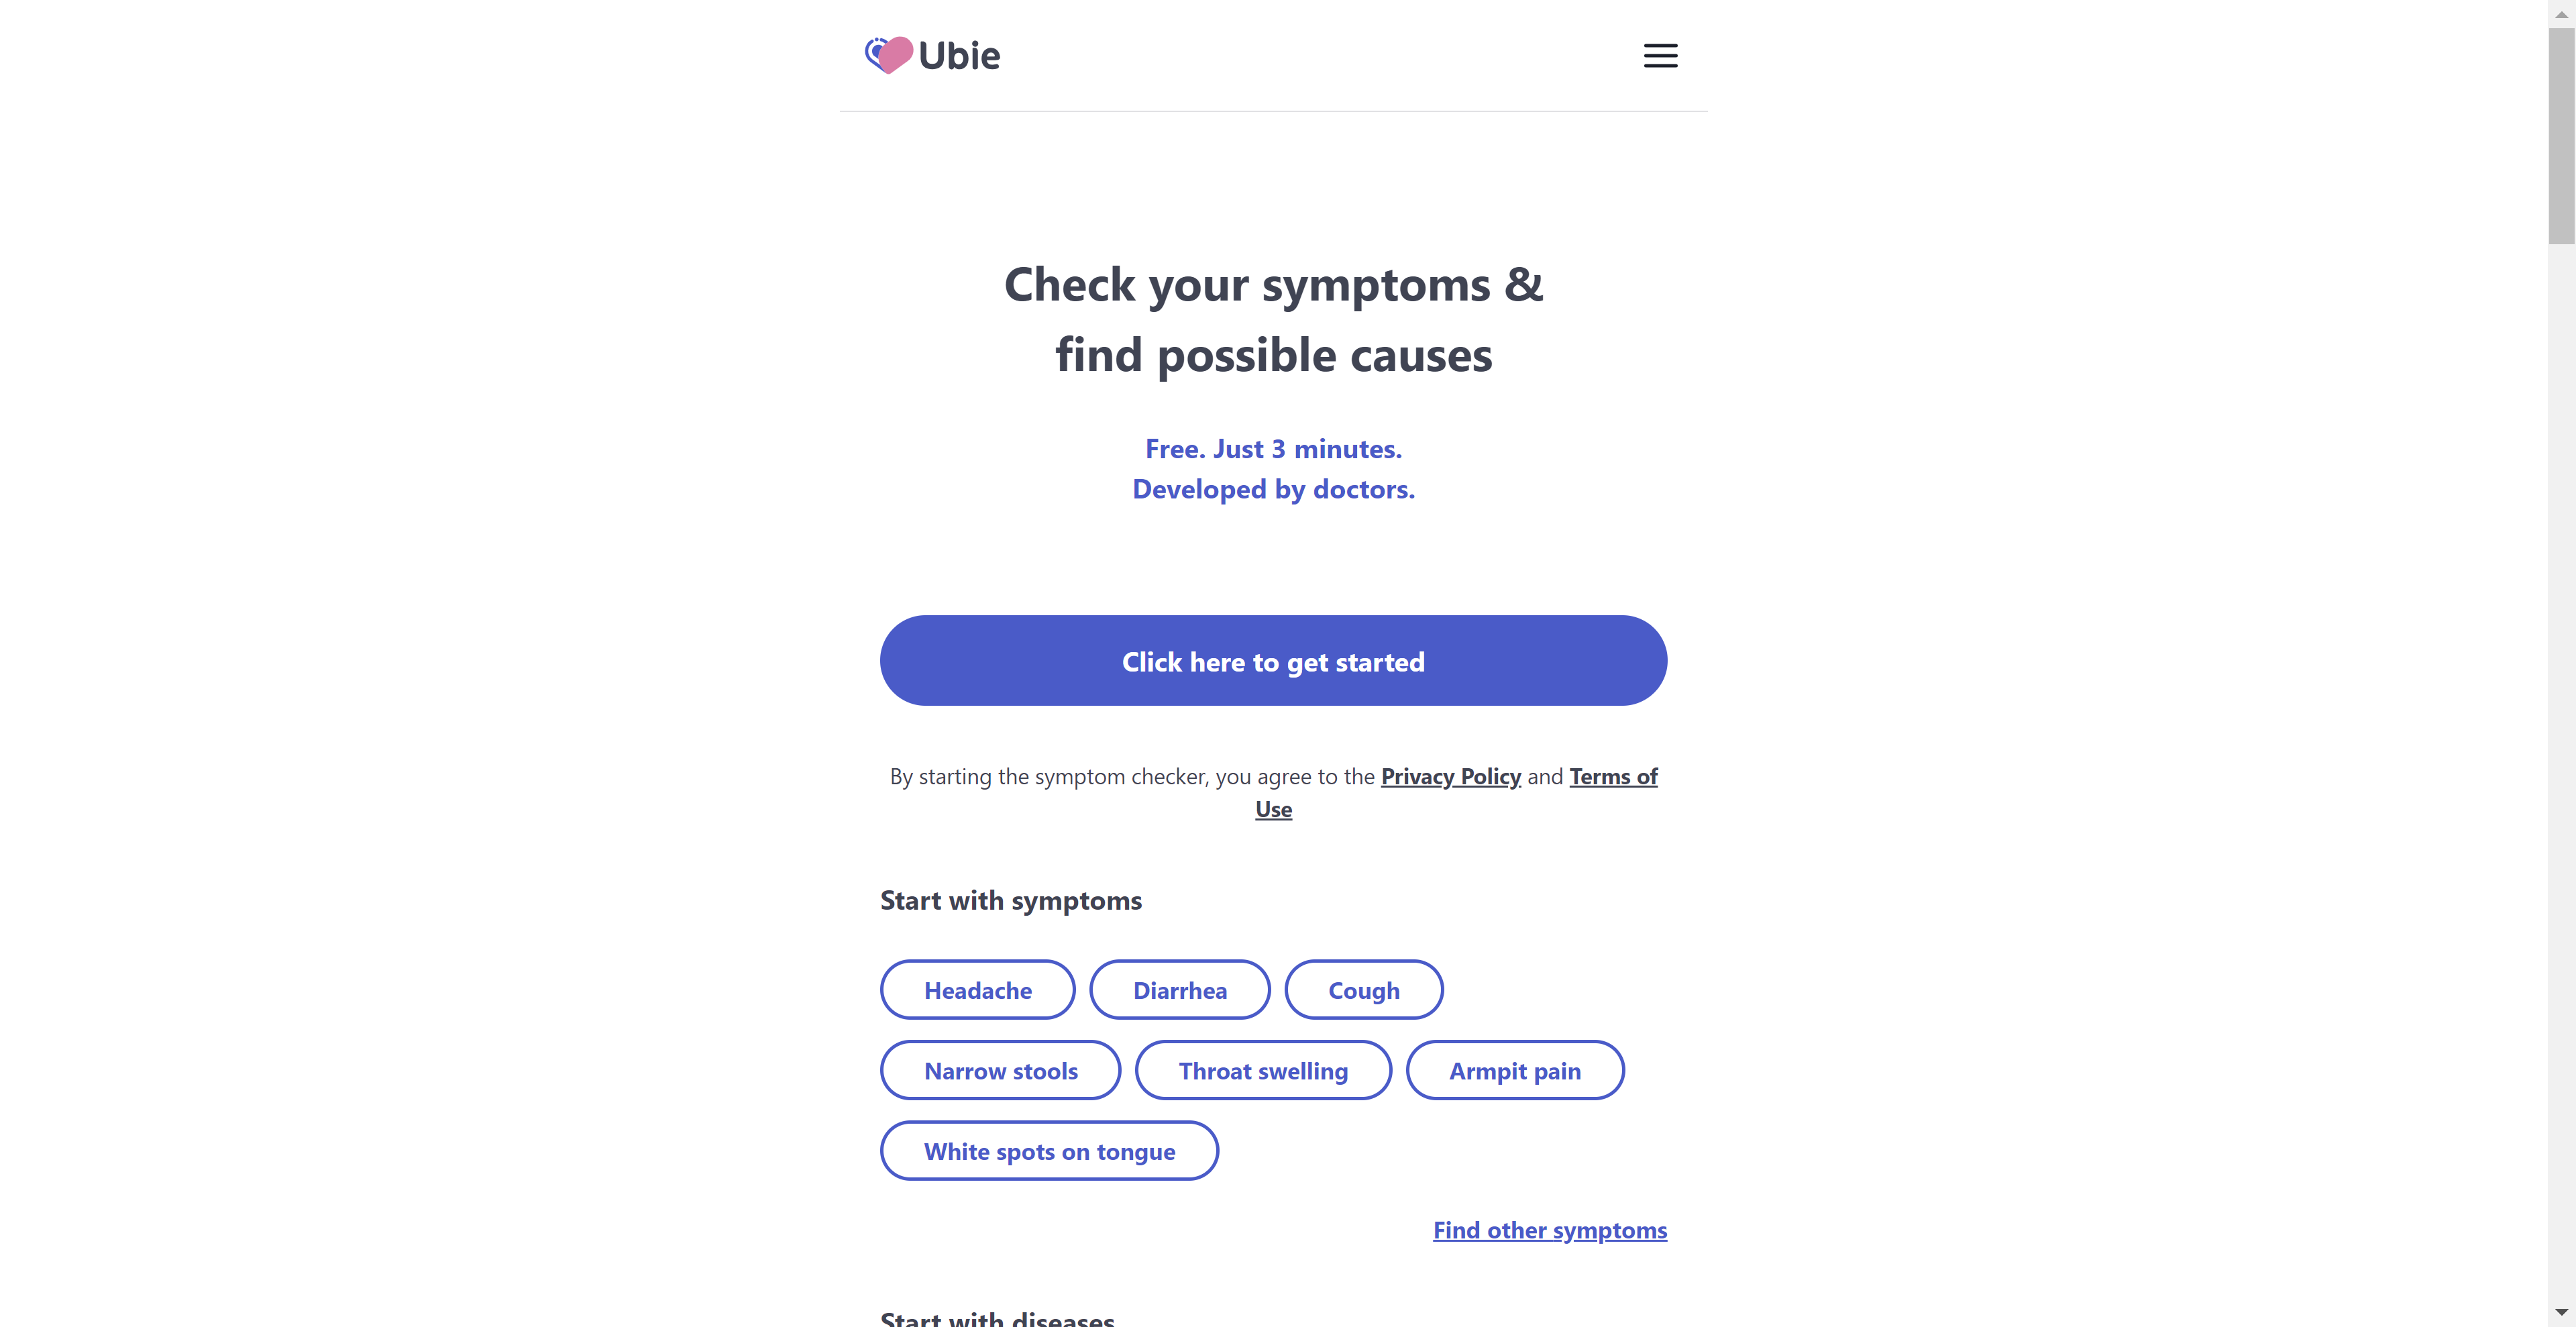 Ubie
Check your symptoms &
find possible causes
Free. Just 3 minutes.
Developed by doctors.
Click here to get started
By starting the symptom checker, you agree to the Privacy Policy and Terms of
Use
Start with symptoms
Headache Diarrhea Cough
Narrow stools Throat swelling Armpit pain
White spots on tongue
Find other symptoms
Start with diseases